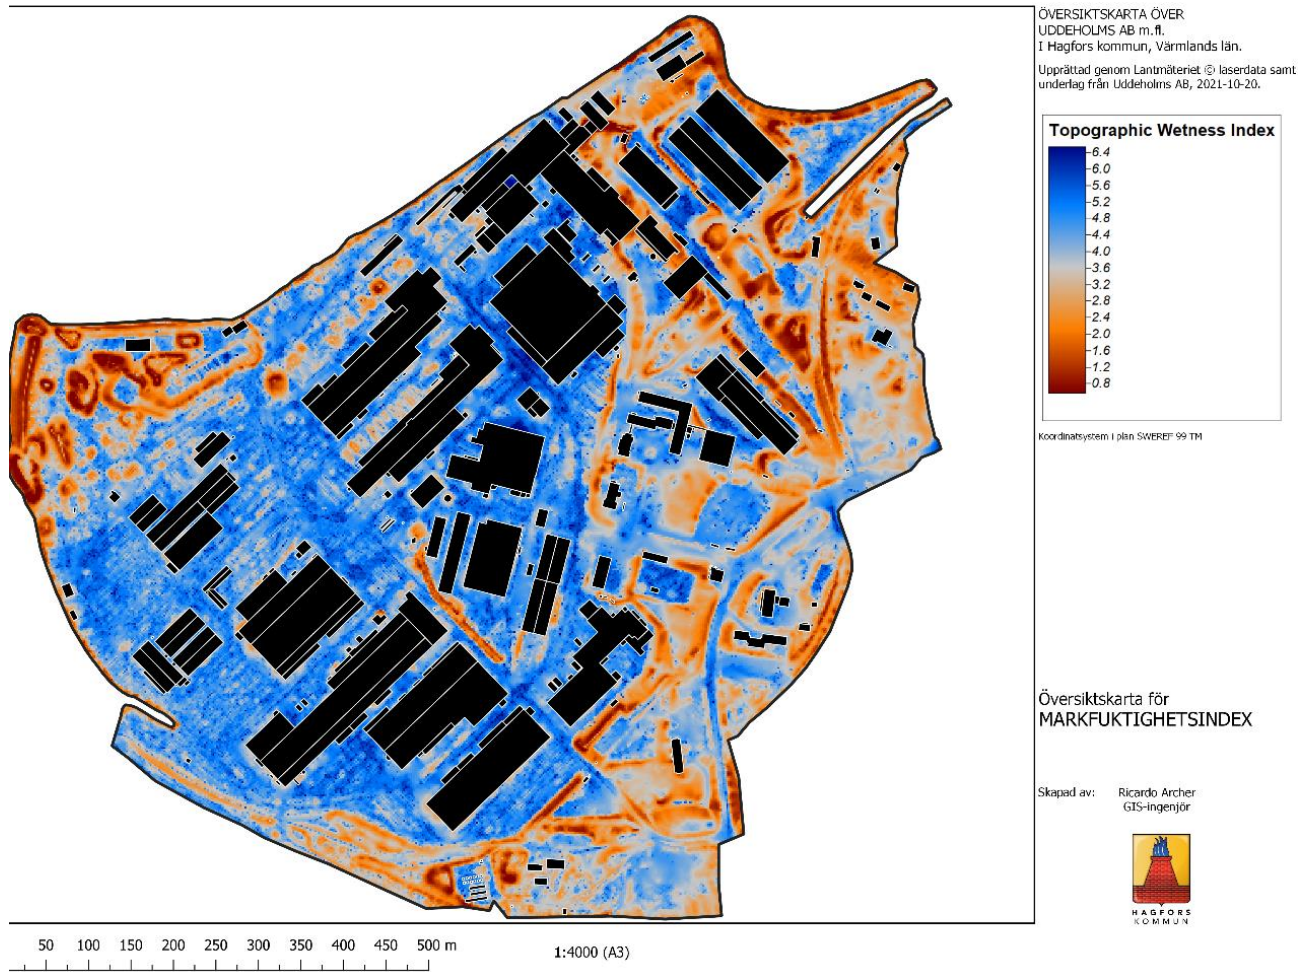 ÖVERSIKTSKARTA ÖVER
UDDEHOLMS AB m.fl.
I Hagfors kommun, Värmlands län.
Upprättad genom Lantmäteriet © laserdata samt
underlag från Uddeholms AB, 2021-10-20.
Topographic Wetness Index
6.4
6.0
5.6
5.2
4.8
4.4
4.0
3.6
3.2
2.8
2.4
2.0
1.6
1.2
0.8
Koordinatsystem i plan SWEREF 99 TM
Översiktskarta för
MARKFUKTIGHETSINDEX
Skapad av: Ricardo Archer
GIS-ingenjör
HAGFORS
KOMMUN
50 100 150 200 250 300 350 400 450 500 m
1:4000 (A3)